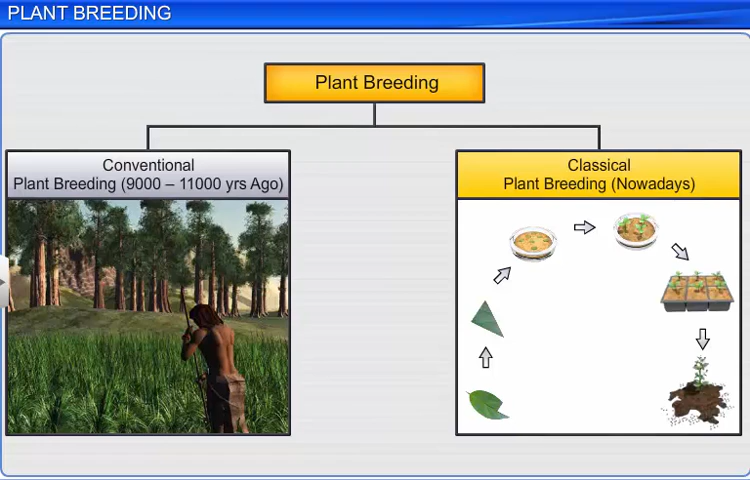 PLANT BREEDING
Plant Breeding
Conventional
Plant Breeding (9000 – 11000 yrs Ago)
Classical
Plant Breeding (Nowadays)